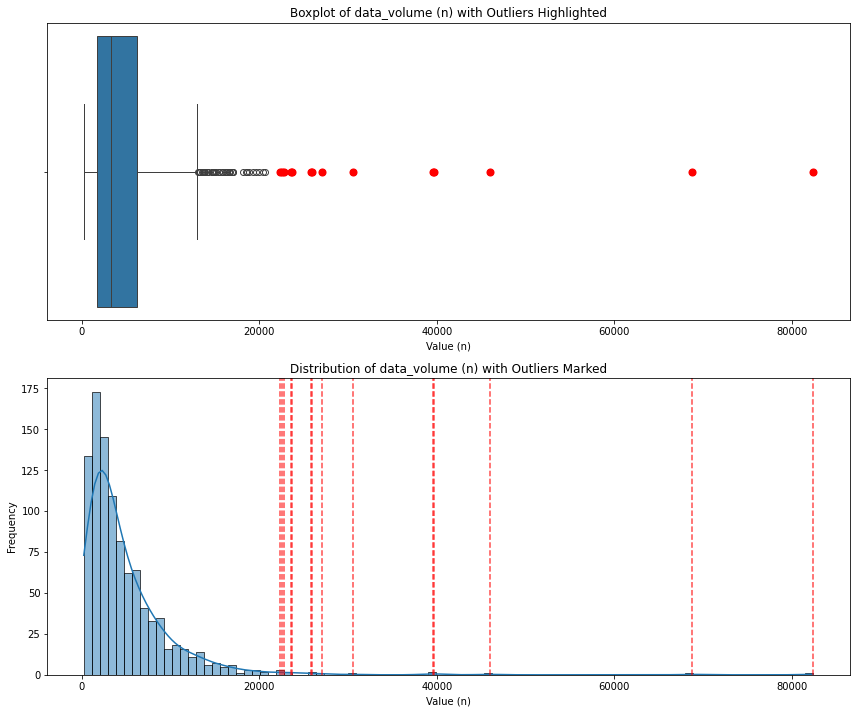 Boxplot of data_volume (n) with Outliers Highlighted
0 20000 40000 60000 80000
Value (n)
Distribution of data_volume (n) with Outliers Marked
175
150
125
100
75
50
25
0
Frequency
0 20000 40000 60000 80000
Value (n)